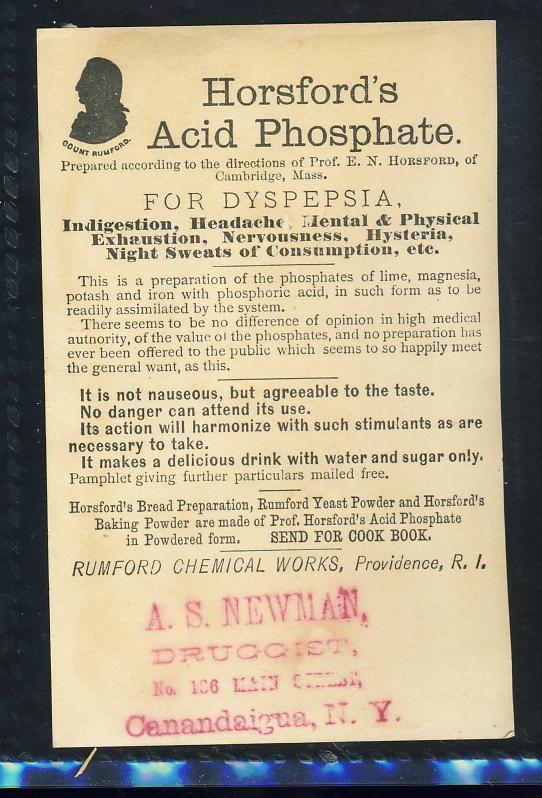 COUNT RUMFORD.
Horsford's
Acid Phosphate.
Prepared according to the directions of Prof. E. N. HORSFORD, of
Cambridge, Mass.
FOR DYSPEPSIA,
Indigestion, Headache, Mental & Physical
Exhaustion, Nervousness, Hysteria,
Night Sweats of Consumption, etc.
This is a preparation of the phosphates of lime, magnesia,
potash and iron with phosphoric acid, in such form as to be
readily assimilated by the system.
There seems to be no difference of opinion in high medical
authority, of the value of the phosphates, and no preparation has
ever been offered to the public which seems to so happily meet
the general want, as this.
It is not nauseous, but agreeable to the taste.
No danger can attend its use.
Its action will harmonize with such stimulants as are
necessary to take.
It makes a delicious drink with water and sugar only.
Pamphlet giving further particulars mailed free.
Horsford's Bread Preparation, Rumford Yeast Powder and Horsford's
Baking Powder are made of Prof. Horsford's Acid Phosphate
in Powdered form. SEND FOR COOK BOOK.
RUMFORD CHEMICAL WORKS, Providence, R. I.
A. S. NEWMAN,
DRUGGIST,
No. 186 MAIN STREET,
Canandaigua, N. Y.